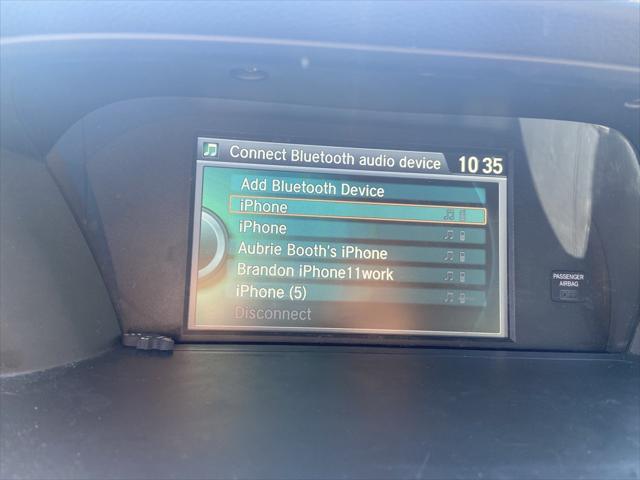 Connect Bluetooth audio device 10 35
Add Bluetooth Device
iPhone
iPhone
Aubrie Booth's iPhone
Brandon iPhone11work
iPhone (5)
Disconnect
PASSENGER
AIRBAG